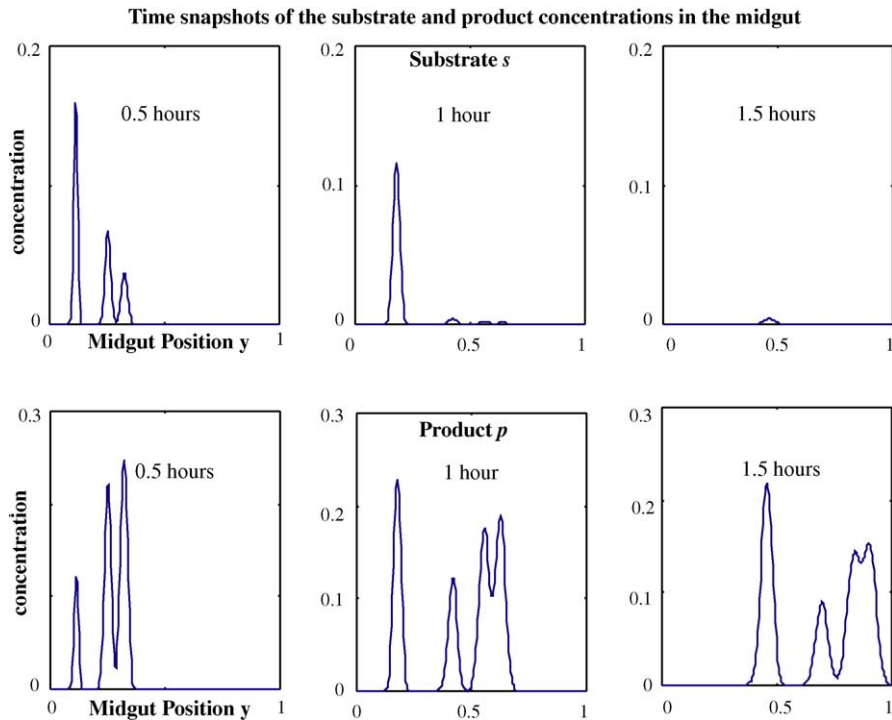 Time snapshots of the substrate and product concentrations in the midgut
0.2
Substrate s
0.5 hours
concentration
0
0 Midgut Position y 1
0.2
1 hour
0.1
0
0 0.5 1
0.2
1.5 hours
0.1
0
0 0.5 1
0.3
Product p
0.5 hours
concentration
0
0 Midgut Position y 1
0.3
1 hour
0.2
0.1
0
0 0.5 1
0.3
1.5 hours
0.2
0.1
0
0 0.5 1